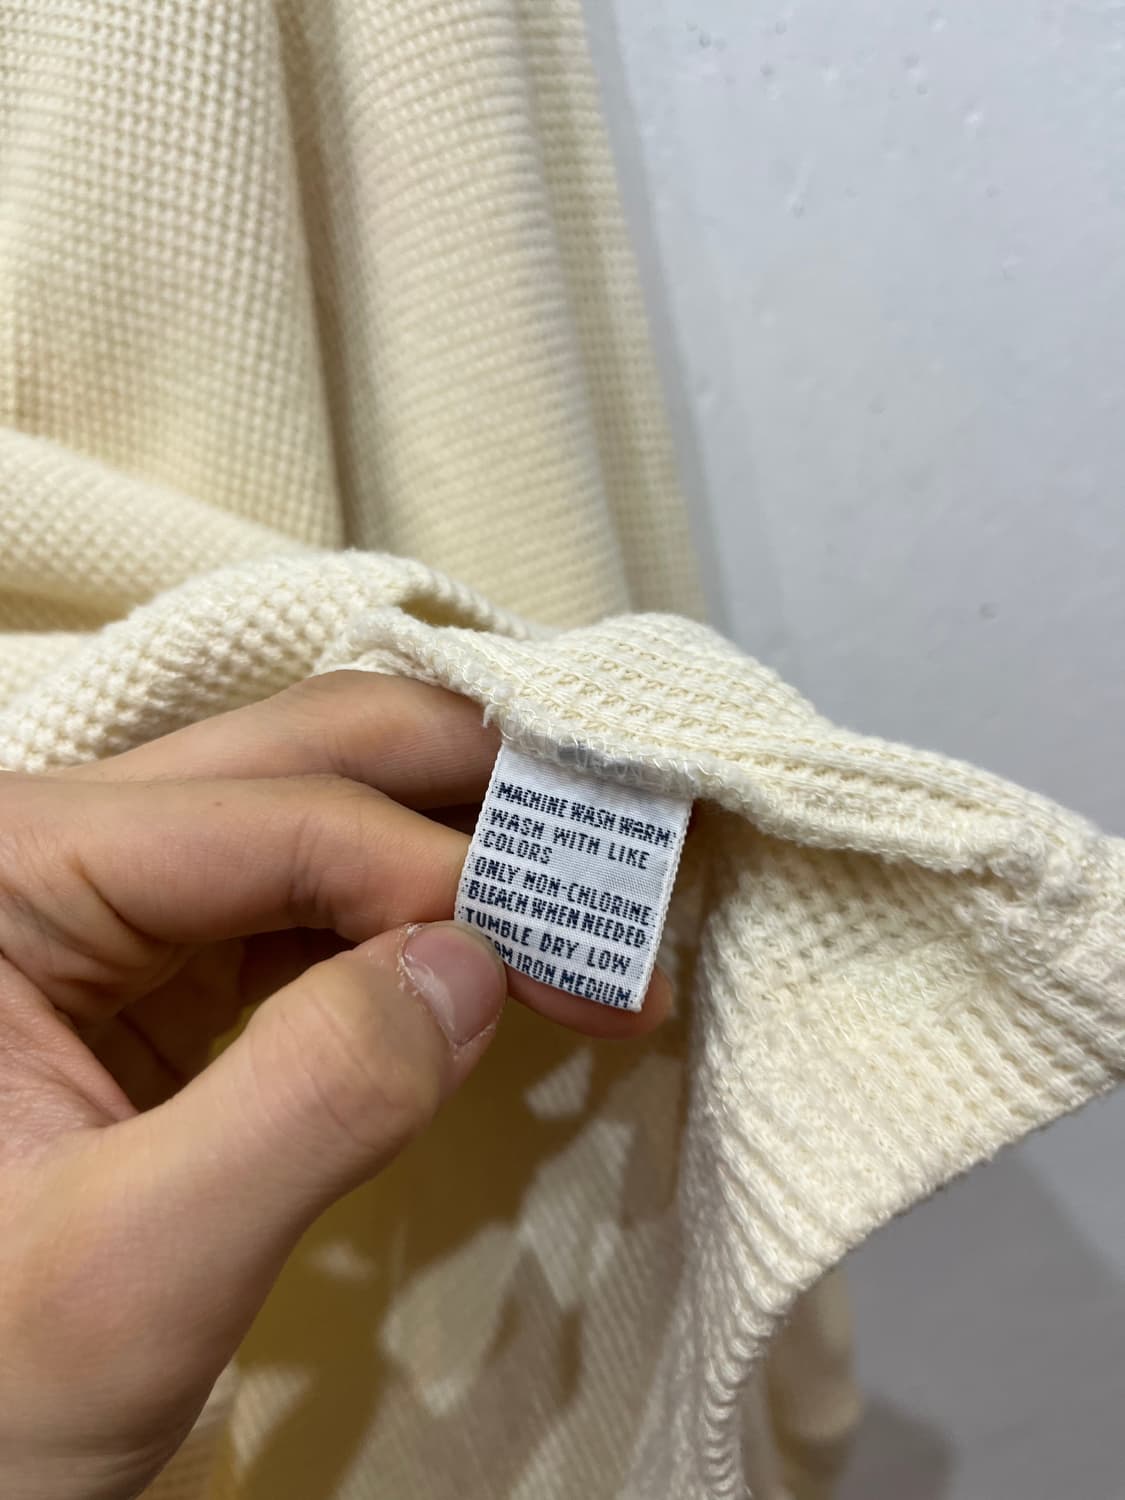 MACHINE WASH WARM
WASH WITH LIKE
COLORS
ONLY NON-CHLORINE
BLEACH WHEN NEEDED
TUMBLE DRY LOW
IRON MEDIUM